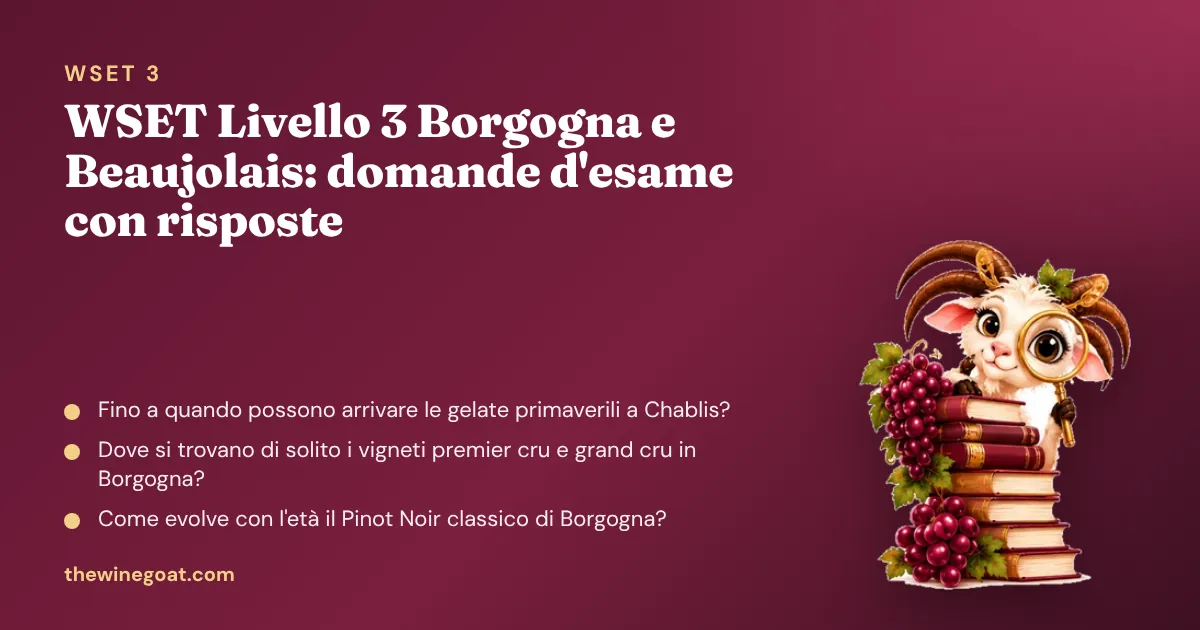 WSET 3
WSET Livello 3 Borgogna e
Beaujolais: domande d'esame
con risposte
Fino a quando possono arrivare le gelate primaverili a Chablis?
Dove si trovano di solito i vigneti premier cru e grand cru in
Borgogna?
Come evolve con l'età il Pinot Noir classico di Borgogna?
thewinegoat.com